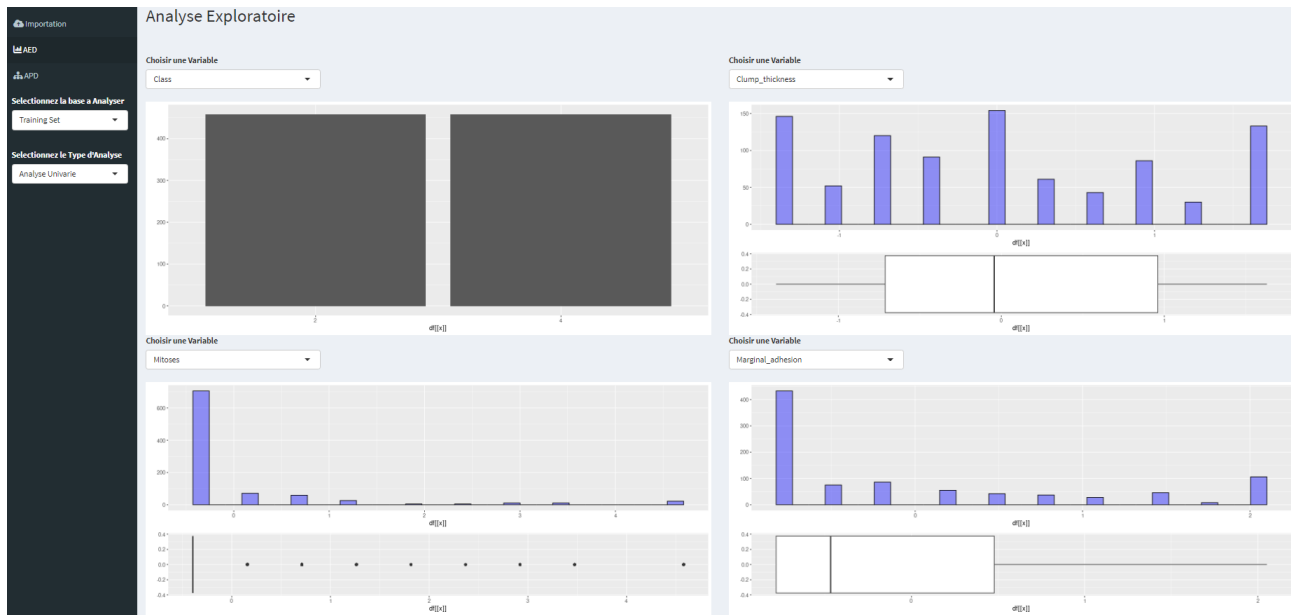 Importation
AED
APD
Selectionnez la base a Analyser
Training Set
Selectionnez le Type d'Analyse
Analyse Univarie
Analyse Exploratoire
Choisir une Variable
Class
400
300
200
100
0
2 4
df[[x]]
Choisir une Variable
Clump_thickness
150
100
50
0
-1 0 1
df[[x]]
0.4
0.2
0.0
-0.2
-0.4
-1 0 1
df[[x]]
Choisir une Variable
Mitoses
600
400
200
0
0 1 2 3 4
df[[x]]
0.4
0.2
0.0
-0.2
-0.4
0 1 2 3 4
df[[x]]
Choisir une Variable
Marginal_adhesion
400
300
200
100
0
0 1 2
df[[x]]
0.4
0.2
0.0
-0.2
-0.4
0 1 2
df[[x]]